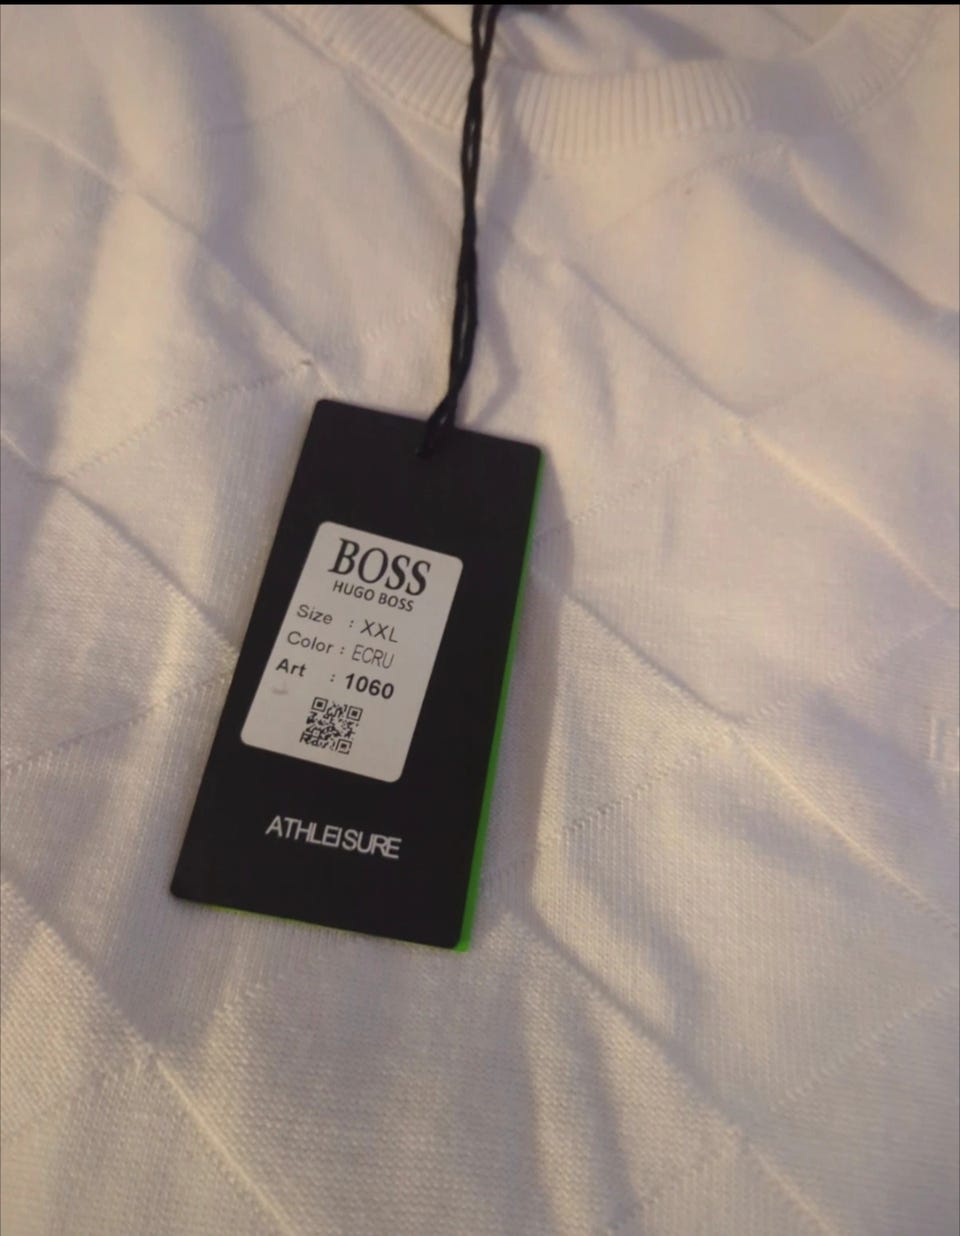 BOSS
HUGO BOSS
Size : XXL
Color : ECRU
Art : 1060
ATHLEISURE